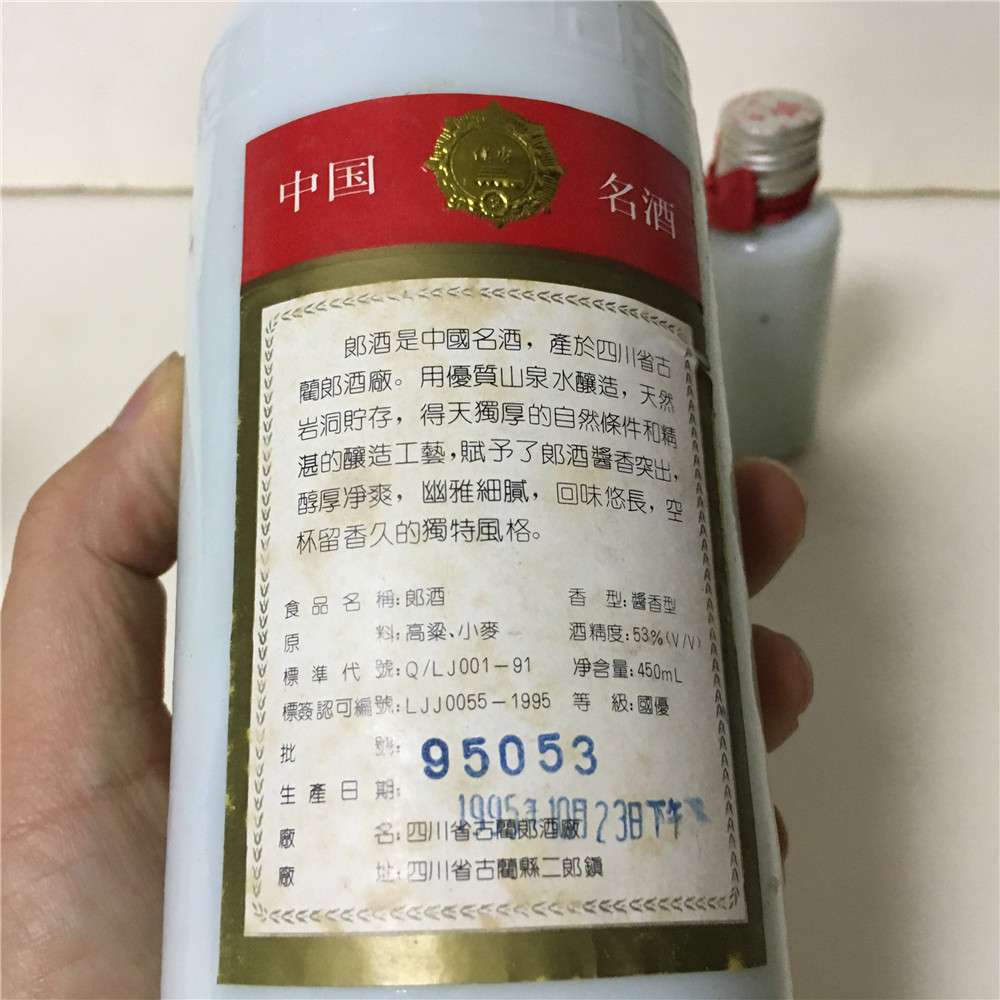 中国
名酒
郎酒是中國名酒，產於四川省古
藺郎酒廠。用優質山泉水釀造，天然
岩洞貯存，得天獨厚的自然條件和精
湛的釀造工藝，賦予了郎酒醬香突出，
醇厚凈爽，幽雅細膩，回味悠長，空
杯留香久的獨特風格。
食品名稱：郎酒 香型：醬香型
原料：高粱、小麥 酒精度：53%(V/V)
標準代號：Q/LJ001-91 净含量：450mL
標簽認可編號：LJJ0055-1995 等級：國優
批號：95053
生產日期：1995年10月23日下午
廠名：四川省古藺郎酒廠
廠址：四川省古藺縣二郎鎮